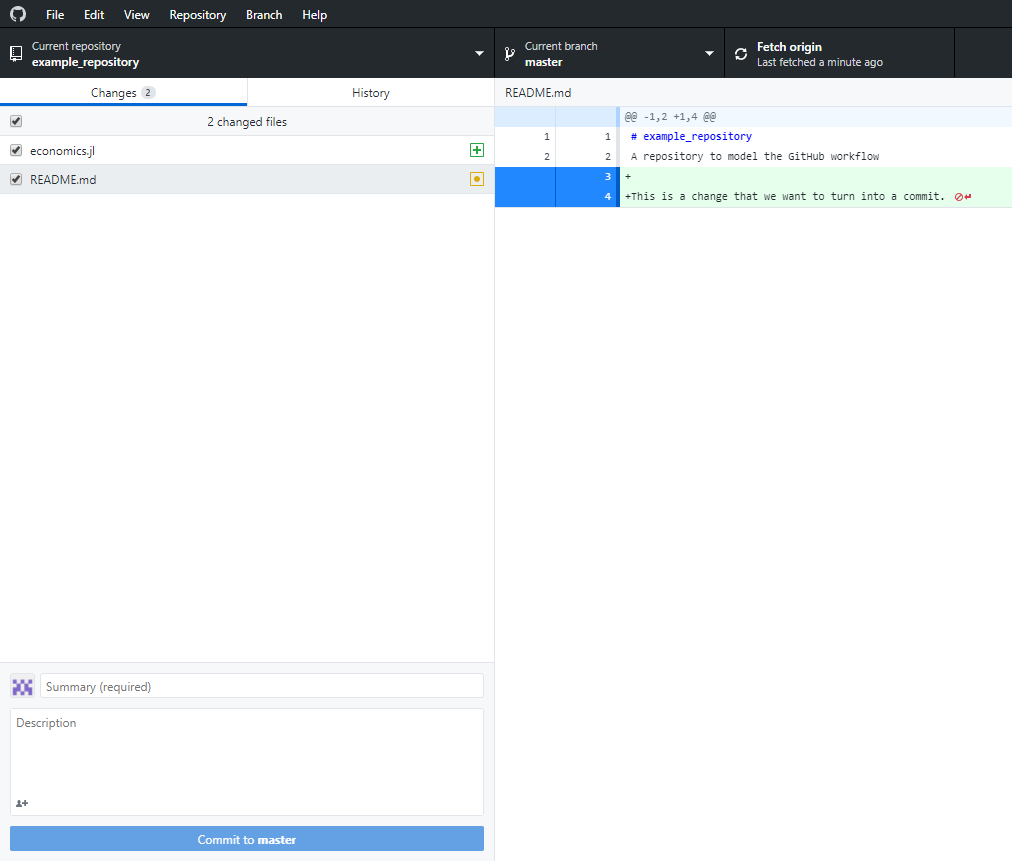 File Edit View Repository Branch Help
Current repository
example_repository
Current branch
master
Fetch origin
Last fetched a minute ago
Changes 2
History
2 changed files
economics.jl
README.md
README.md
@@ -1,2 +1,4 @@
1 1 # example_repository
2 2 A repository to model the GitHub workflow
3 +
4 +This is a change that we want to turn into a commit.
Summary (required)
Description
Commit to master